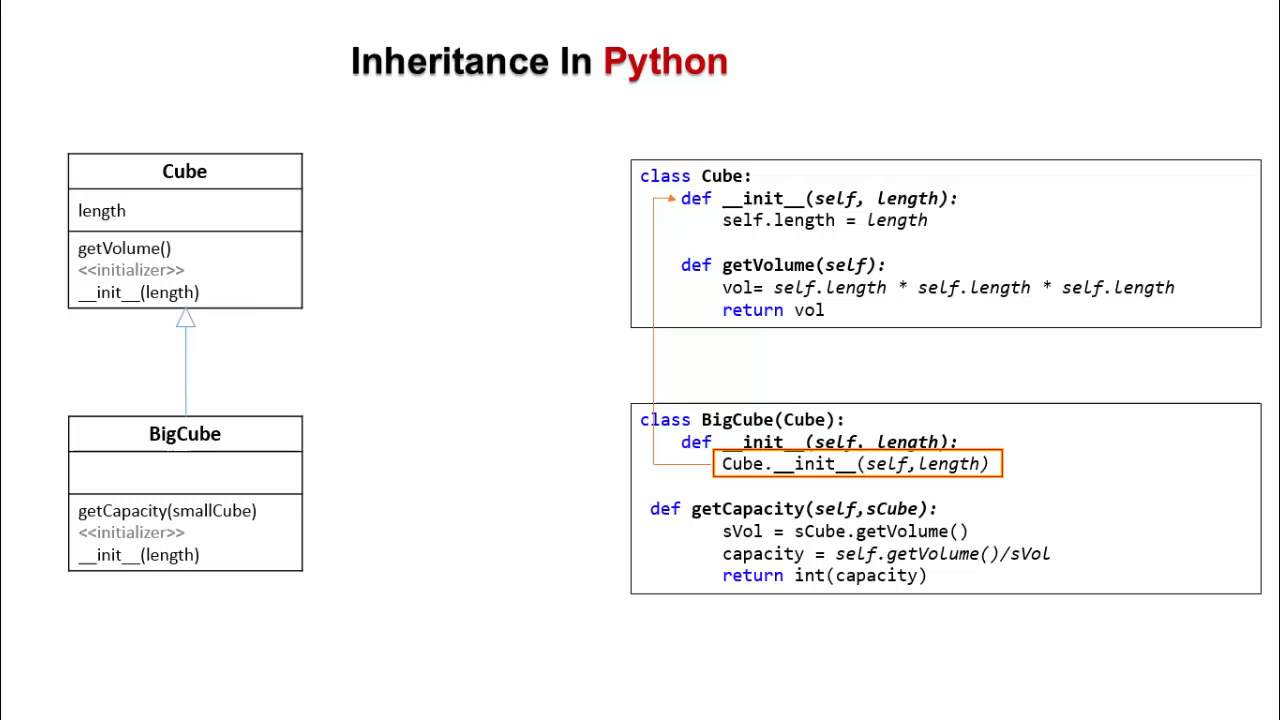 Inheritance In Python
Cube
length
getVolume()
<<initializer>>
__init__(length)
BigCube
getCapacity(smallCube)
<<initializer>>
__init__(length)
class Cube:
def __init__(self, length):
self.length = length
def getVolume(self):
vol= self.length * self.length * self.length
return vol
class BigCube(Cube):
def __init__(self, length):
Cube.__init__(self,length)
def getCapacity(self,sCube):
sVol = sCube.getVolume()
capacity = self.getVolume()/sVol
return int(capacity)